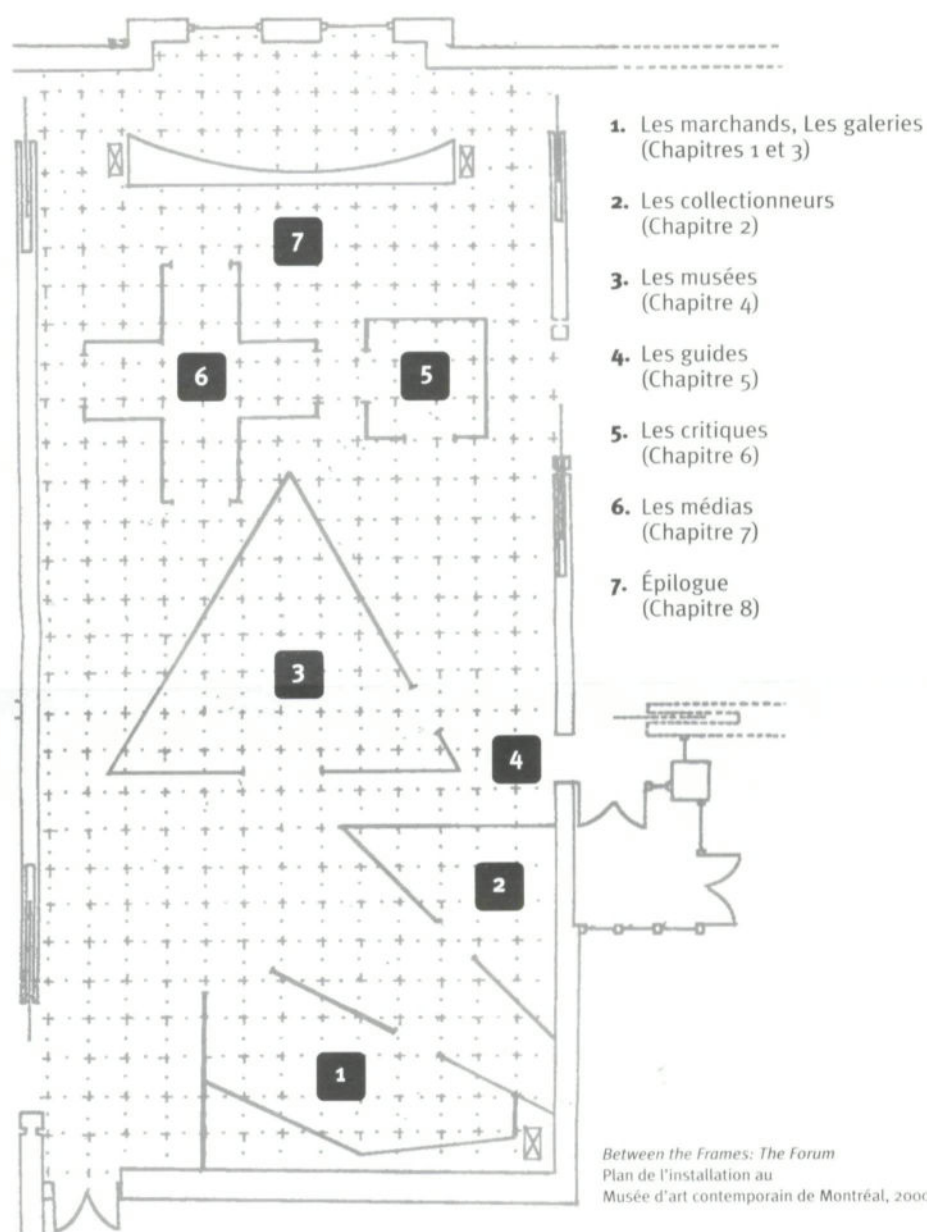 1. Les marchands, Les galeries
(Chapitres 1 et 3)
2. Les collectionneurs
(Chapitre 2)
3. Les musées
(Chapitre 4)
4. Les guides
(Chapitre 5)
5. Les critiques
(Chapitre 6)
6. Les médias
(Chapitre 7)
7. Épilogue
(Chapitre 8)
7
6
5
3
4
2
1
Between the Frames: The Forum
Plan de l'installation au
Musée d'art contemporain de Montréal, 2000